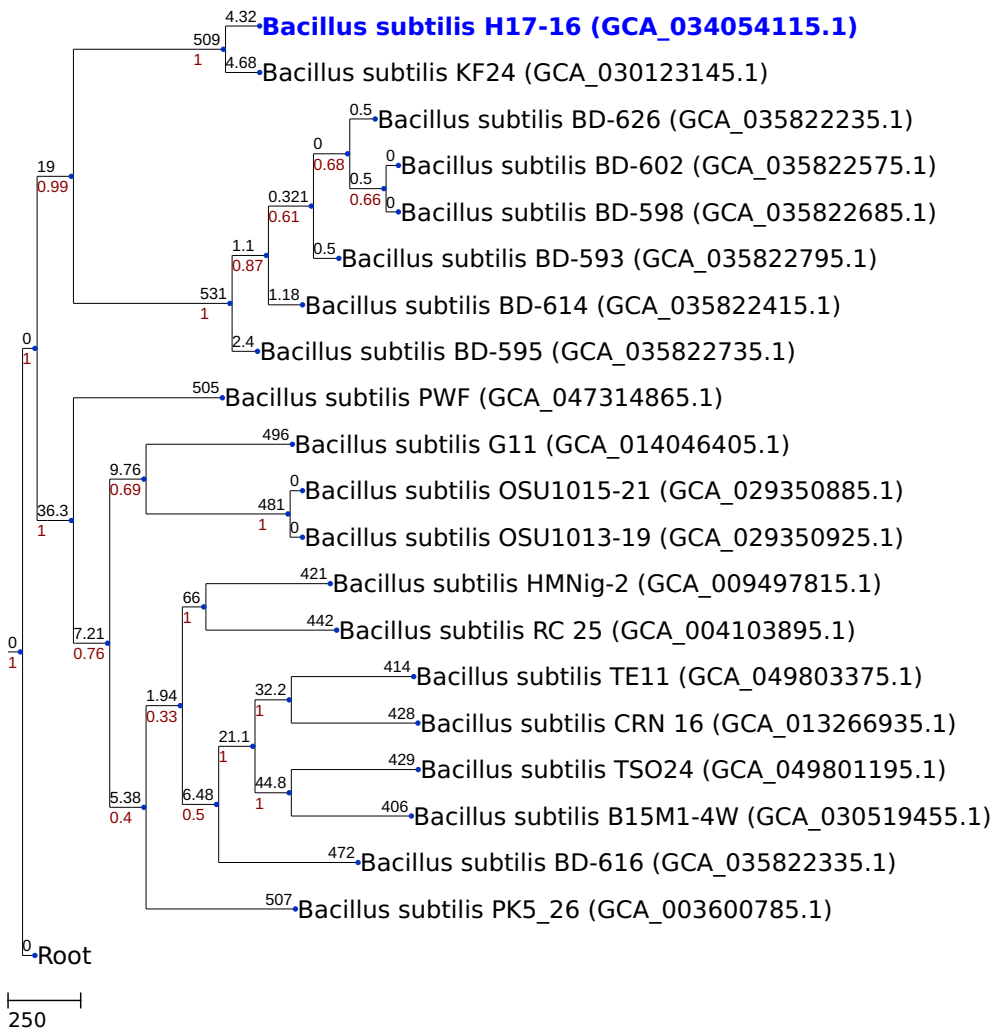 4.32
Bacillus subtilis H17-16 (GCA_034054115.1)
509
1
4.68
Bacillus subtilis KF24 (GCA_030123145.1)
0.5
Bacillus subtilis BD-626 (GCA_035822235.1)
0
0.68
0
Bacillus subtilis BD-602 (GCA_035822575.1)
19
0.99
0.5
0.66
0
Bacillus subtilis BD-598 (GCA_035822685.1)
0.321
0.61
1.1
0.87
0.5
Bacillus subtilis BD-593 (GCA_035822795.1)
531
1
1.18
Bacillus subtilis BD-614 (GCA_035822415.1)
0
1
2.4
Bacillus subtilis BD-595 (GCA_035822735.1)
505
Bacillus subtilis PWF (GCA_047314865.1)
496
Bacillus subtilis G11 (GCA_014046405.1)
9.76
0.69
0
Bacillus subtilis OSU1015-21 (GCA_029350885.1)
36.3
1
481
1
0
Bacillus subtilis OSU1013-19 (GCA_029350925.1)
421
Bacillus subtilis HMNig-2 (GCA_009497815.1)
66
1
442
Bacillus subtilis RC 25 (GCA_004103895.1)
0
1
7.21
0.76
414
Bacillus subtilis TE11 (GCA_049803375.1)
1.94
0.33
32.2
1
428
Bacillus subtilis CRN 16 (GCA_013266935.1)
21.1
1
429
Bacillus subtilis TSO24 (GCA_049801195.1)
5.38
0.4
6.48
0.5
44.8
1
406
Bacillus subtilis B15M1-4W (GCA_030519455.1)
472
Bacillus subtilis BD-616 (GCA_035822335.1)
507
Bacillus subtilis PK5_26 (GCA_003600785.1)
0
Root
250